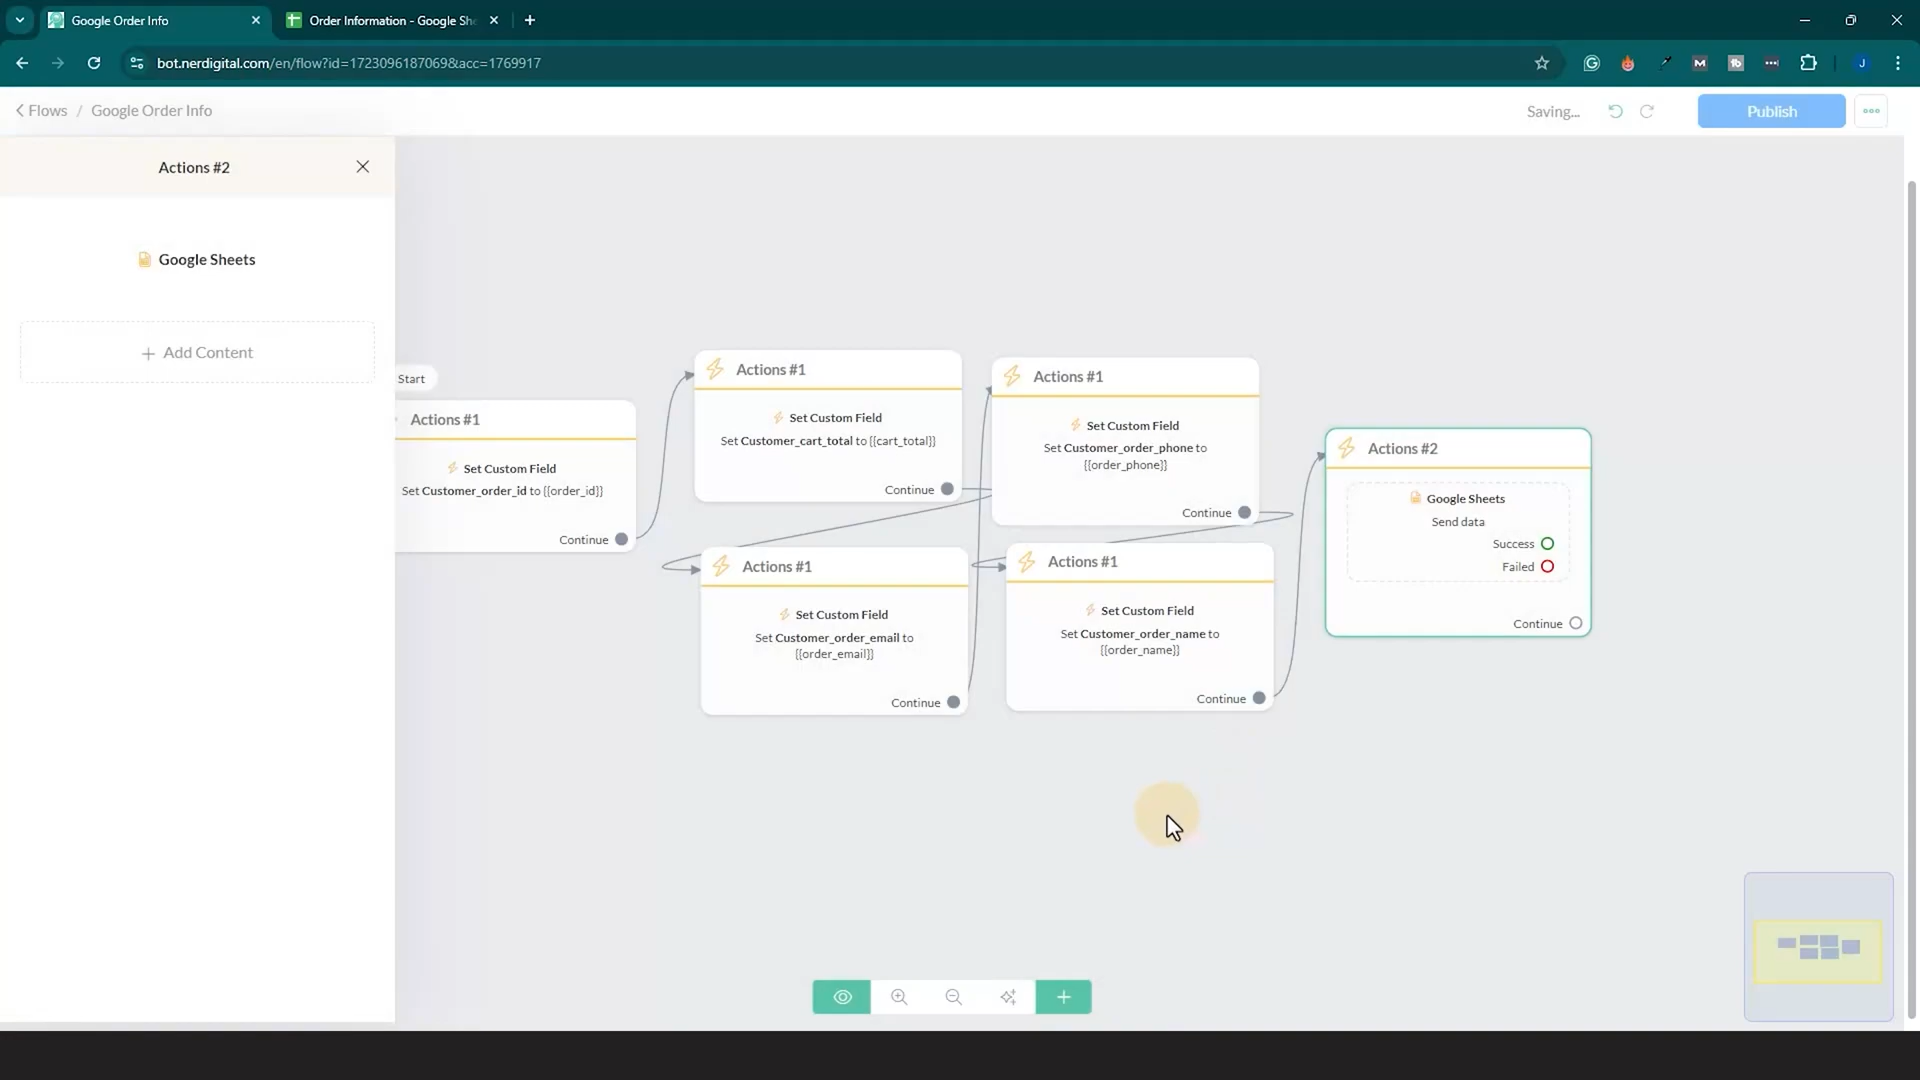 Google Order Info
Order Information - Google She
bot.nerdigital.com/en/flow?id=1723096187069&acc=1769917
Flows / Google Order Info
Saving...
Publish
Actions #2
Google Sheets
+ Add Content
Start
Actions #1
Set Custom Field
Set Customer_order_id to {{order_id}}
Continue
Actions #1
Set Custom Field
Set Customer_cart_total to {{cart_total}}
Continue
Actions #1
Set Custom Field
Set Customer_order_email to
{{order_email}}
Continue
Actions #1
Set Custom Field
Set Customer_order_phone to
{{order_phone}}
Continue
Actions #1
Set Custom Field
Set Customer_order_name to
{{order_name}}
Continue
Actions #2
Google Sheets
Send data
Success
Failed
Continue